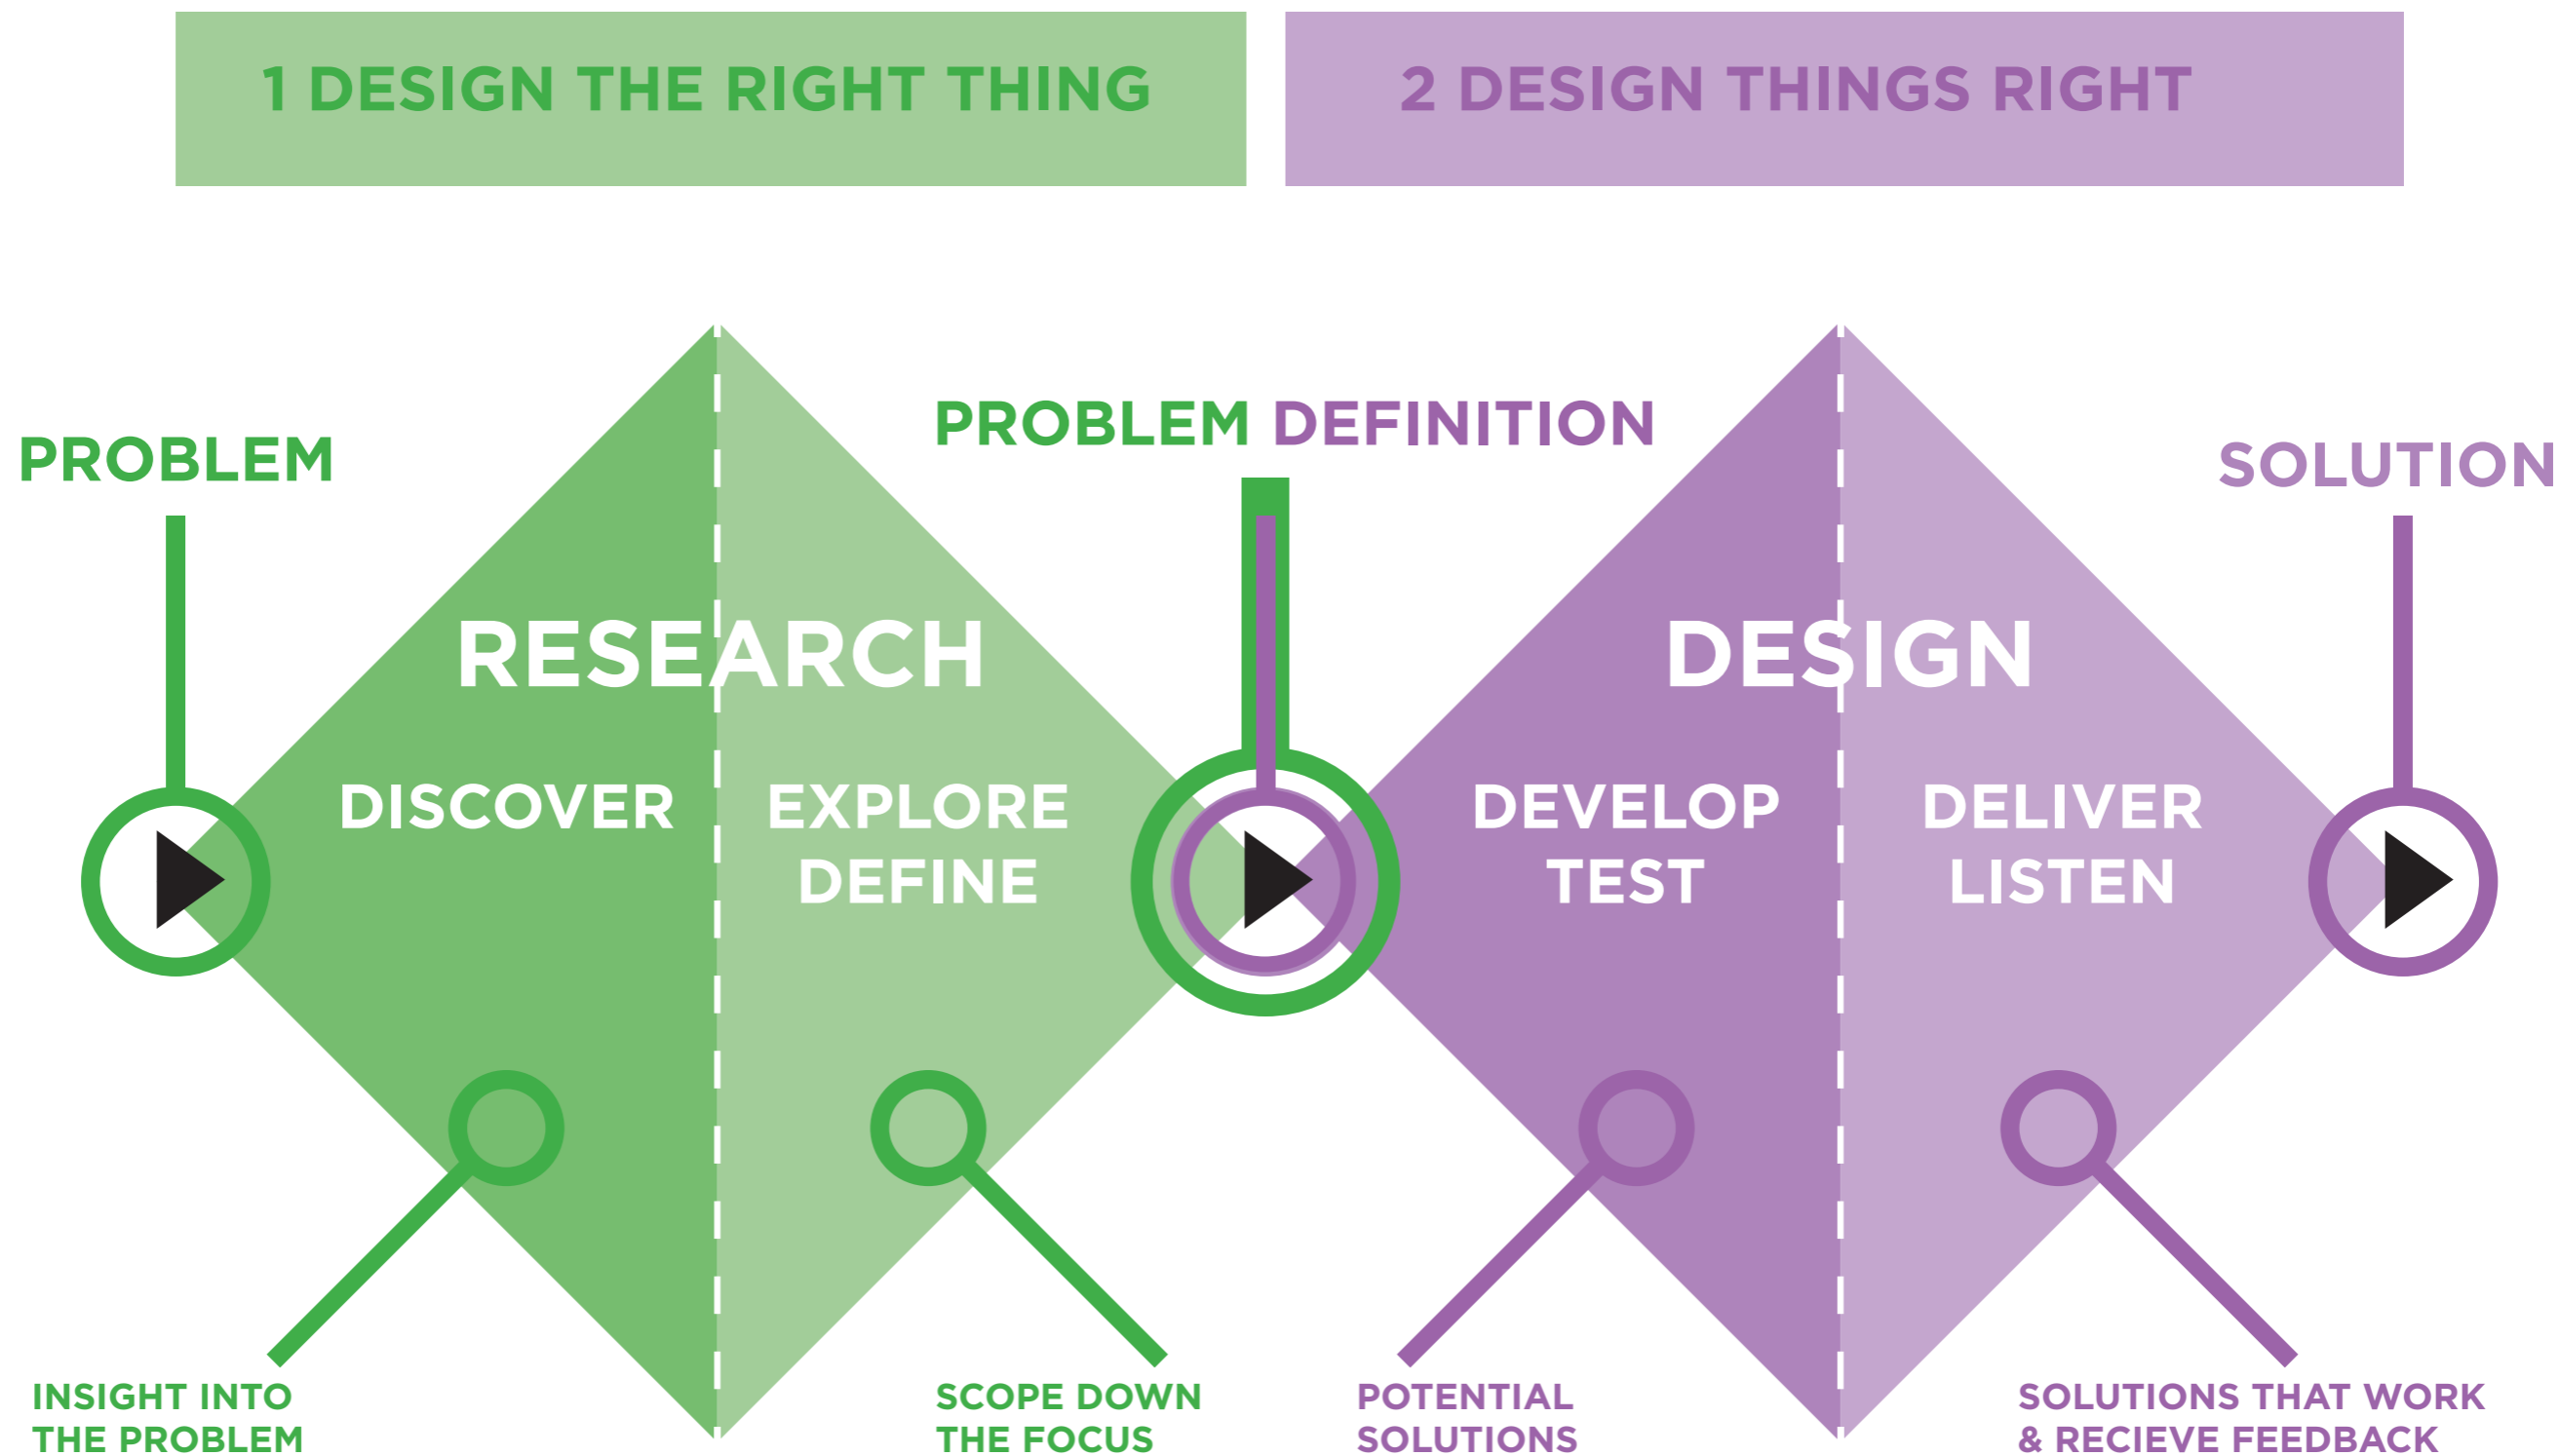 1 DESIGN THE RIGHT THING
2 DESIGN THINGS RIGHT
PROBLEM
PROBLEM DEFINITION
SOLUTION
RESEARCH
DESIGN
DISCOVER
EXPLORE
DEFINE
DEVELOP
TEST
DELIVER
LISTEN
INSIGHT INTO
THE PROBLEM
SCOPE DOWN
THE FOCUS
POTENTIAL
SOLUTIONS
SOLUTIONS THAT WORK
& RECIEVE FEEDBACK